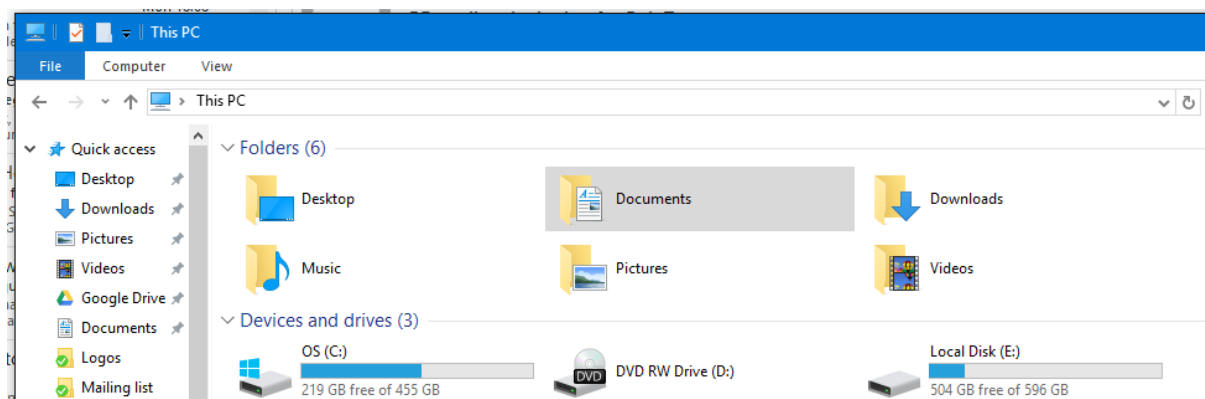 This PC
File Computer View
This PC
Quick access
Desktop
Downloads
Pictures
Videos
Google Drive
Documents
Logos
Mailing list
Folders (6)
Desktop
Documents
Downloads
Music
Pictures
Videos
Devices and drives (3)
OS (C:)
219 GB free of 455 GB
DVD
DVD RW Drive (D:)
Local Disk (E:)
504 GB free of 596 GB